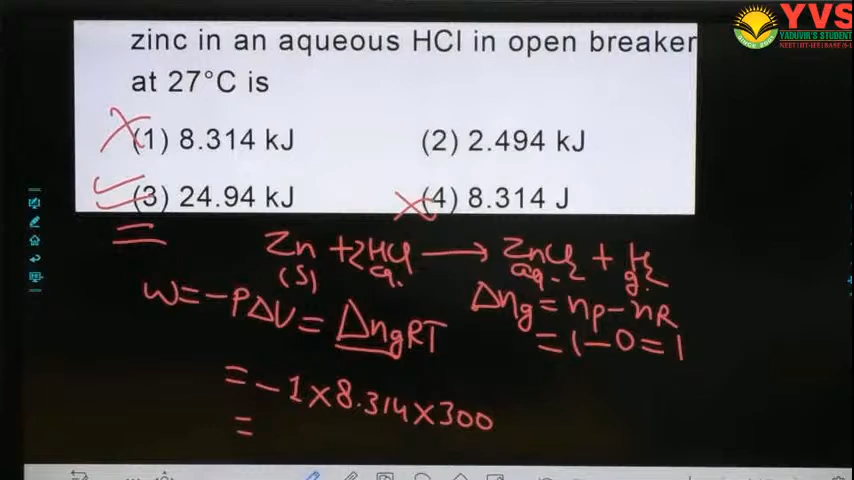 YVS
YADUVIR'S STUDENT
zinc in an aqueous HCl in open breaker
at 27°C is
(1) 8.314 kJ
(2) 2.494 kJ
(3) 24.94 kJ
(4) 8.314 J
Zn + 2HCl ⟶ ZnCl₂ + H₂
(S) aq. aq. g.
W = -PΔV = ΔngRT
Δng = nP - nR
= 1 - 0 = 1
= -1 × 8.314 × 300
=